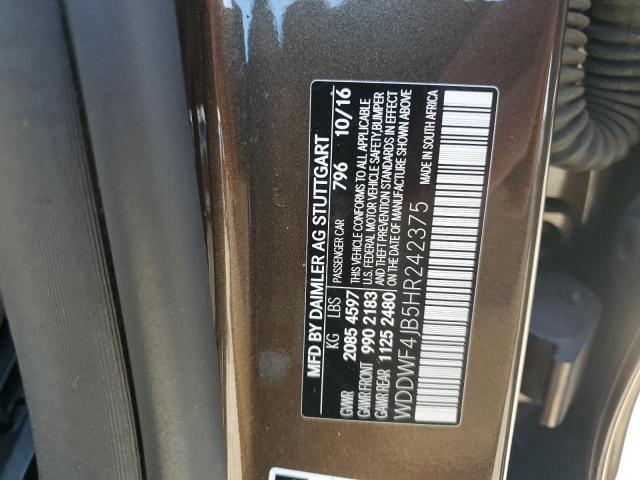 MFD BY DAIMLER AG STUTTGART
KG LBS PASSENGER CAR 796 10/16
GVWR 2085 4597 THIS VEHICLE CONFORMS TO ALL APPLICABLE
GAWR FRONT 990 2183 U.S. FEDERAL MOTOR VEHICLE SAFETY,BUMPER
GAWR REAR 1125 2480 AND THEFT PREVENTION STANDARDS IN EFFECT
ON THE DATE OF MANUFACTURE SHOWN ABOVE
WDDWF4JB5HR242375 MADE IN SOUTH AFRICA